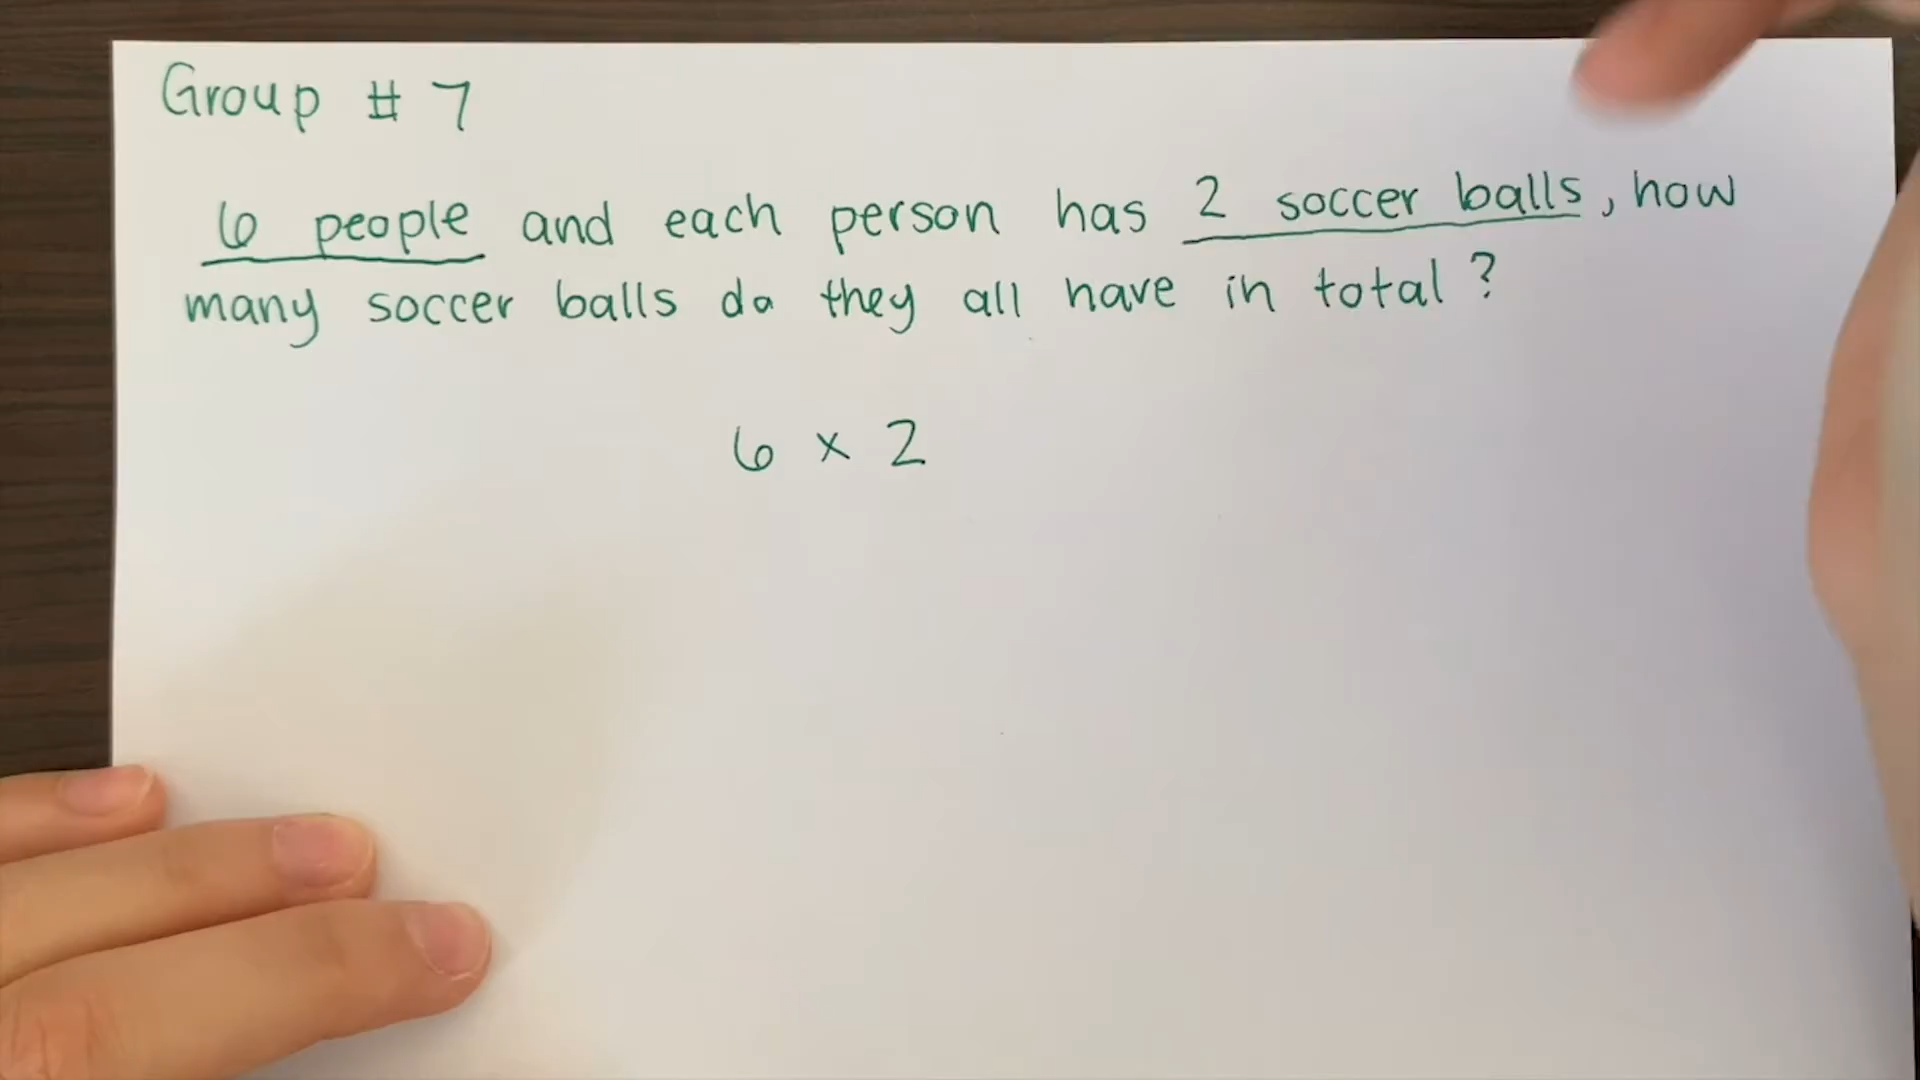 Group # 7
6 people and each person has 2 soccer balls, how
many soccer balls do they all have in total?
6 x 2